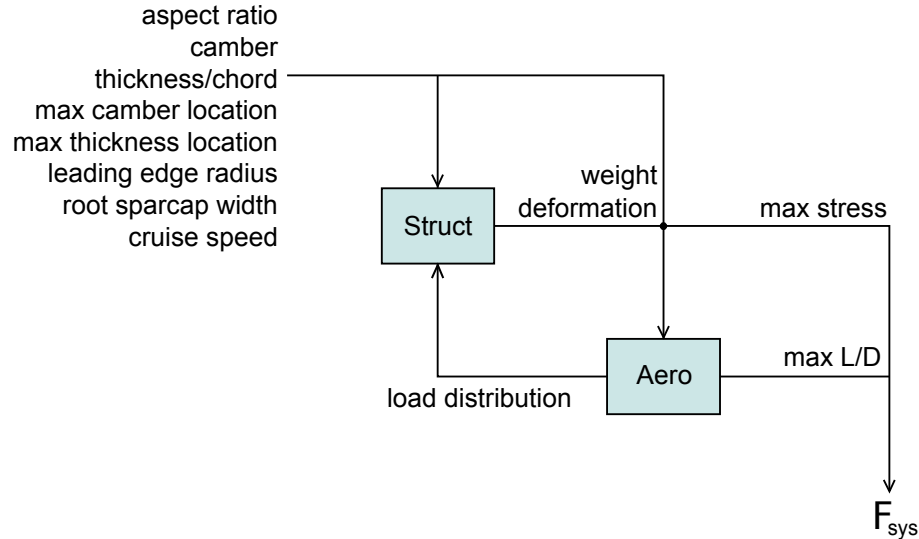 aspect ratio
camber
thickness/chord
max camber location
max thickness location
leading edge radius
root sparcap width
cruise speed
Struct
weight
deformation
max stress
Aero
max L/D
load distribution
Fsys